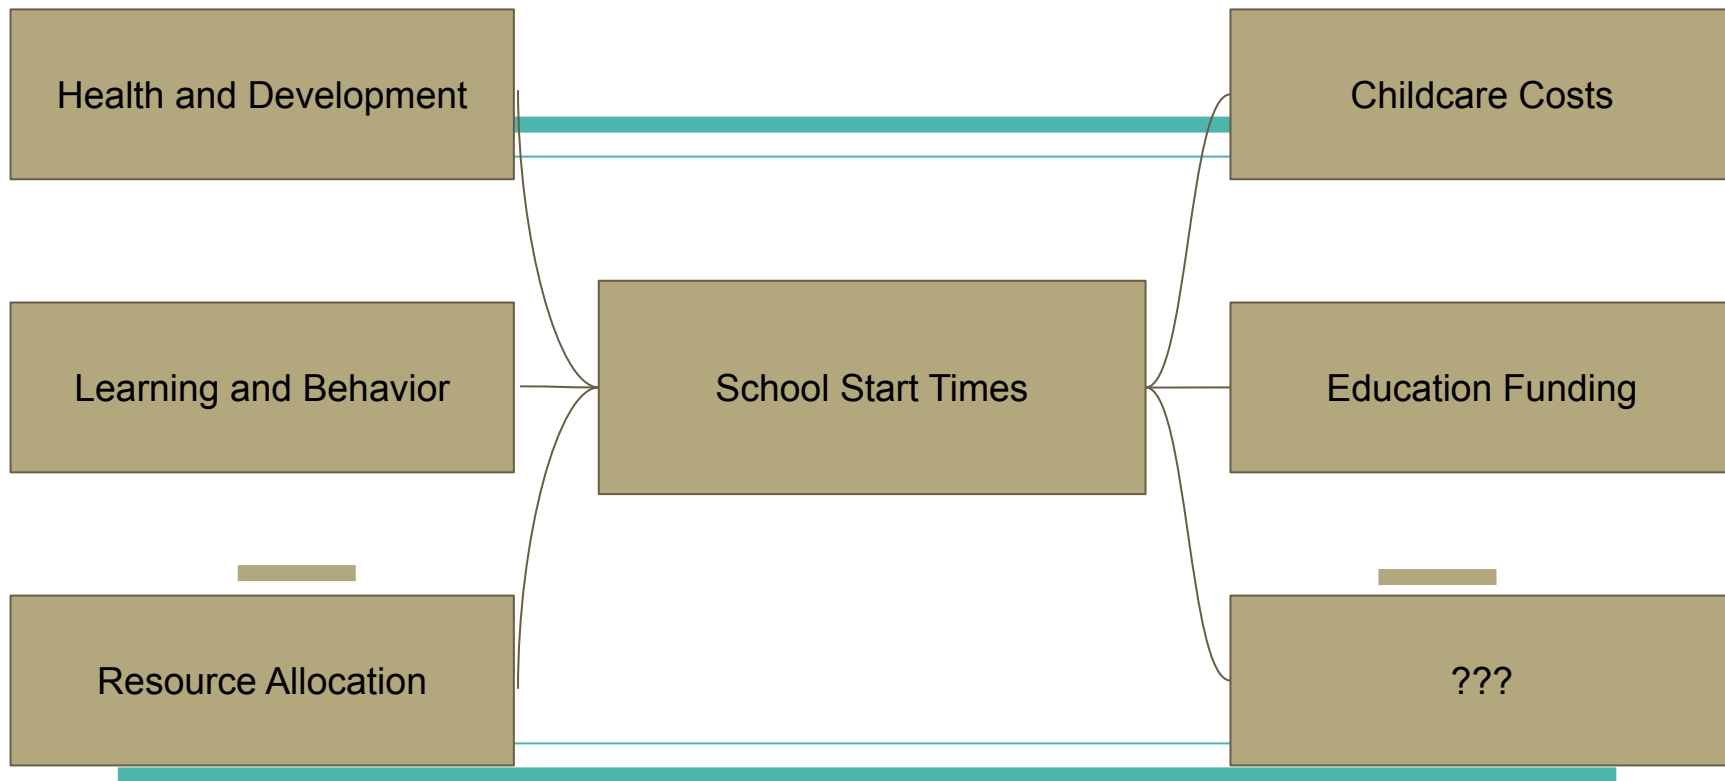 Health and Development
Childcare Costs
Learning and Behavior
School Start Times
Education Funding
Resource Allocation
???